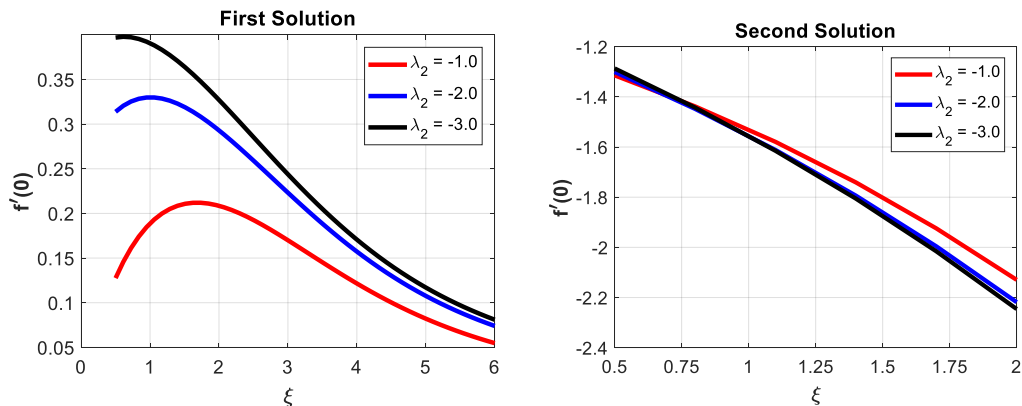 First Solution
f′(0)
0.35
0.3
0.25
0.2
0.15
0.1
0.05
0 1 2 3 4 5 6
ξ
λ2 = -1.0
λ2 = -2.0
λ2 = -3.0
Second Solution
f′(0)
-1.2
-1.4
-1.6
-1.8
-2
-2.2
-2.4
0.5 0.75 1 1.25 1.5 1.75 2
ξ
λ2 = -1.0
λ2 = -2.0
λ2 = -3.0